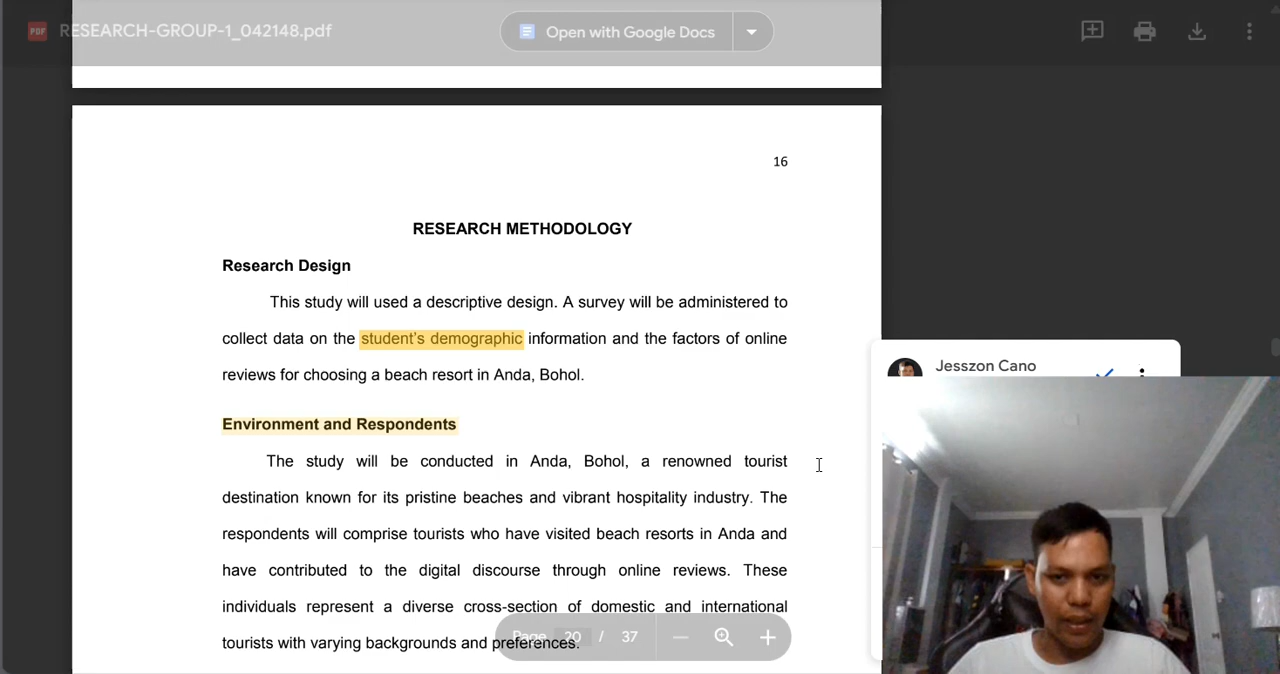 RESEARCH-GROUP-1_042148.pdf
Open with Google Docs
16
RESEARCH METHODOLOGY
Research Design
This study will used a descriptive design. A survey will be administered to
collect data on the student's demographic information and the factors of online
reviews for choosing a beach resort in Anda, Bohol.
Jesszon Cano
Environment and Respondents
The study will be conducted in Anda, Bohol, a renowned tourist
destination known for its pristine beaches and vibrant hospitality industry. The
respondents will comprise tourists who have visited beach resorts in Anda and
have contributed to the digital discourse through online reviews. These
individuals represent a diverse cross-section of domestic and international
tourists with varying backgrounds and preferences.
Page 20 / 37